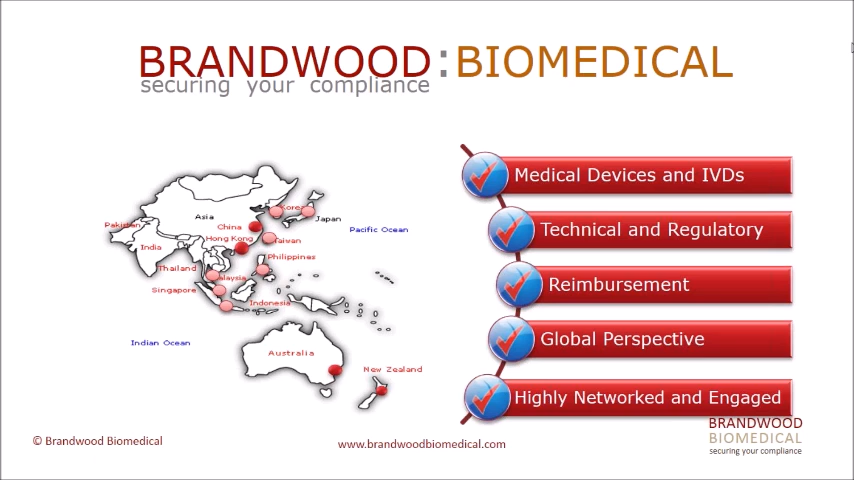 BRANDWOOD:BIOMEDICAL
securing your compliance
Asia
Korea
Japan
Pakistan
China
Hong Kong
Taiwan
India
Pacific Ocean
Philippines
Thailand
Malaysia
Singapore
Indonesia
Indian Ocean
Australia
New Zealand
Medical Devices and IVDs
Technical and Regulatory
Reimbursement
Global Perspective
Highly Networked and Engaged
© Brandwood Biomedical
www.brandwoodbiomedical.com
BRANDWOOD
BIOMEDICAL
securing your compliance